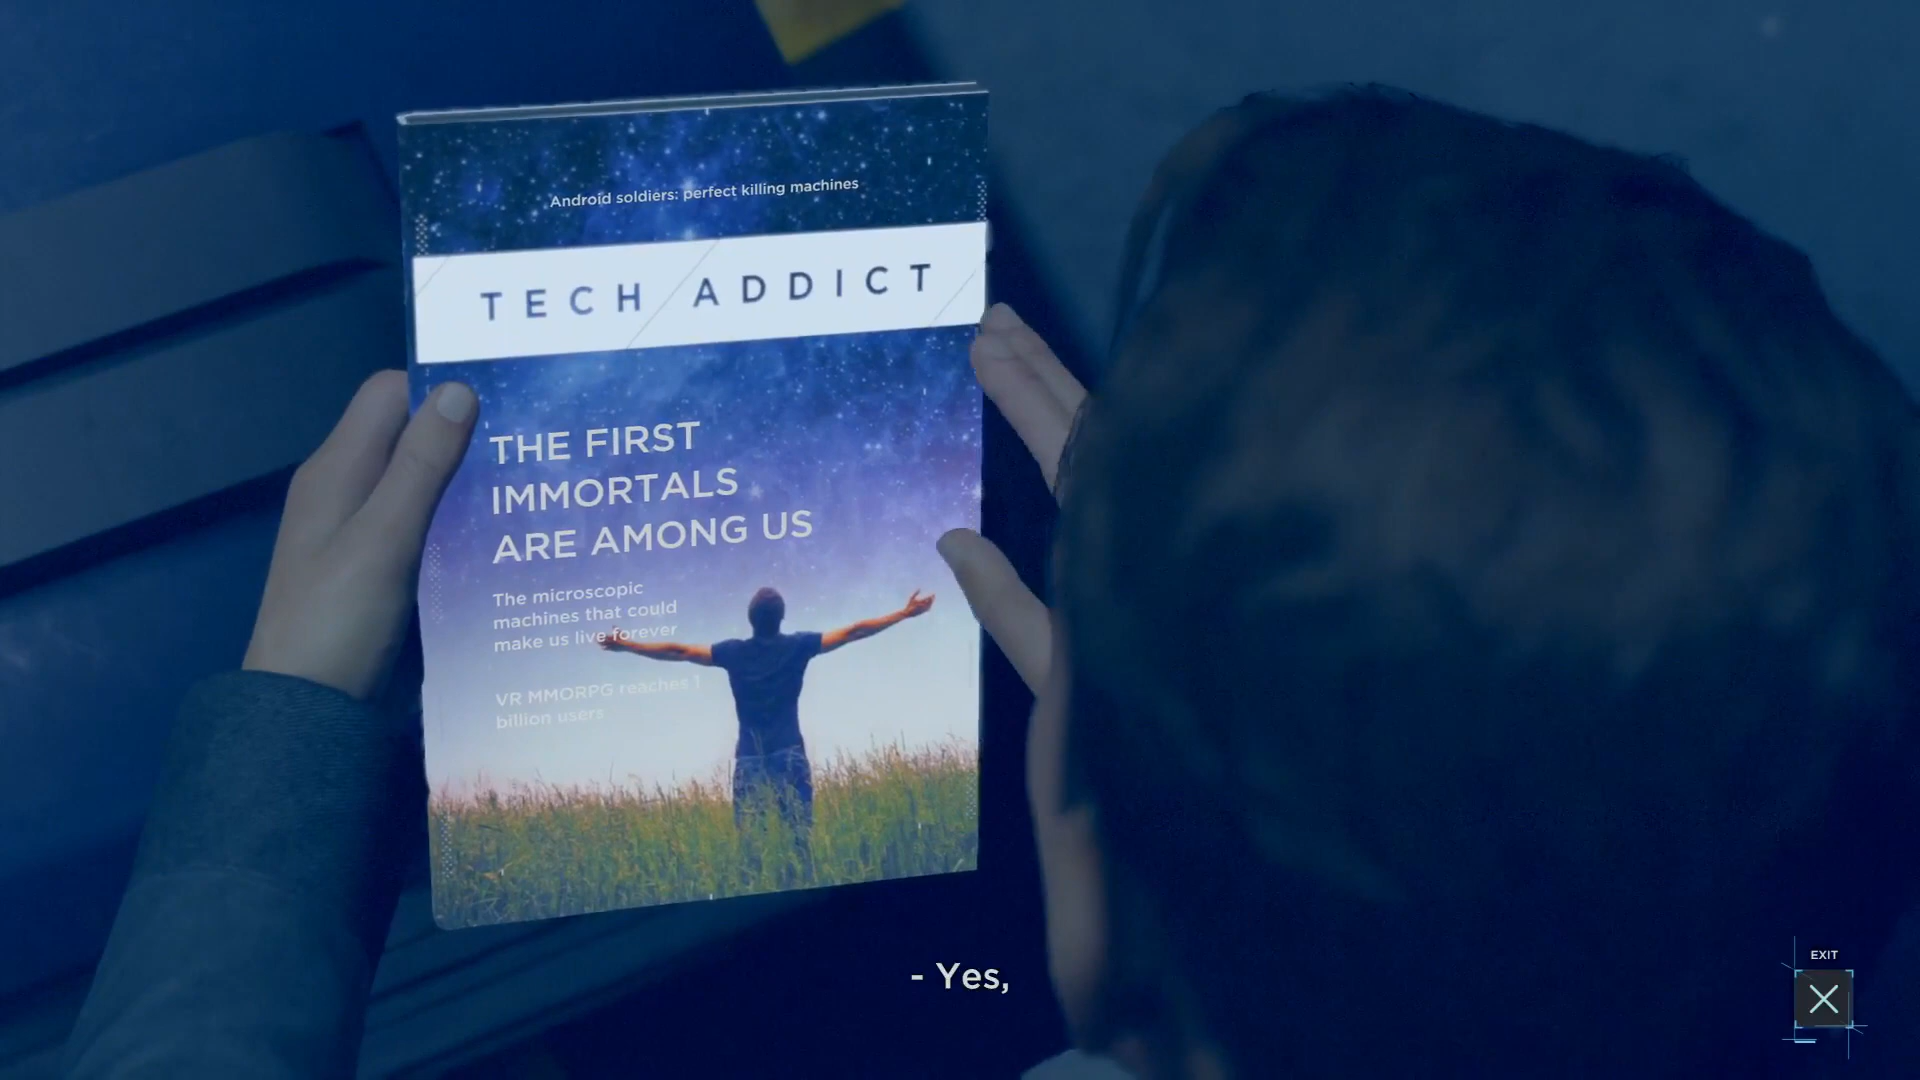 Android soldiers: perfect killing machines
TECH ADDICT
THE FIRST
IMMORTALS
ARE AMONG US
The microscopic
machines that could
make us live forever
VR MMORPG reaches 1
billion users
- Yes,
EXIT